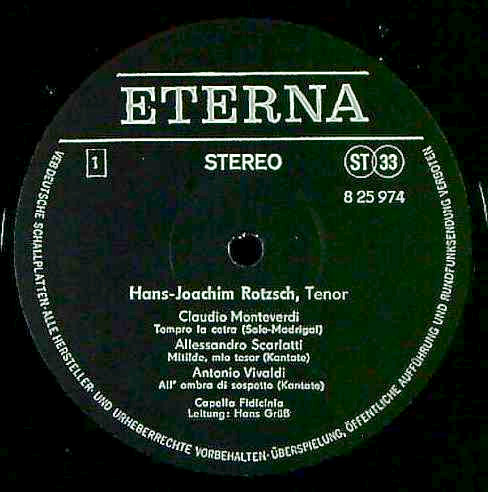 ETERNA
1 STEREO ST 33
8 25 974
Hans-Joachim Rotzsch, Tenor
Claudio Monteverdi
Tempro la cetra (Solo-Madrigal)
Allessandro Scarlatti
Mitilde, mio tesor (Kantate)
Antonio Vivaldi
All' ombra di sospetto (Kantate)
Capella Fidicinia
Leitung: Hans Grüß
VEB DEUTSCHE SCHALLPLATTEN · ALLE HERSTELLER- UND URHEBERRECHTE VORBEHALTEN · ÜBERSPIELUNG, ÖFFENTLICHE AUFFÜHRUNG UND RUNDFUNKSENDUNG VERBOTEN